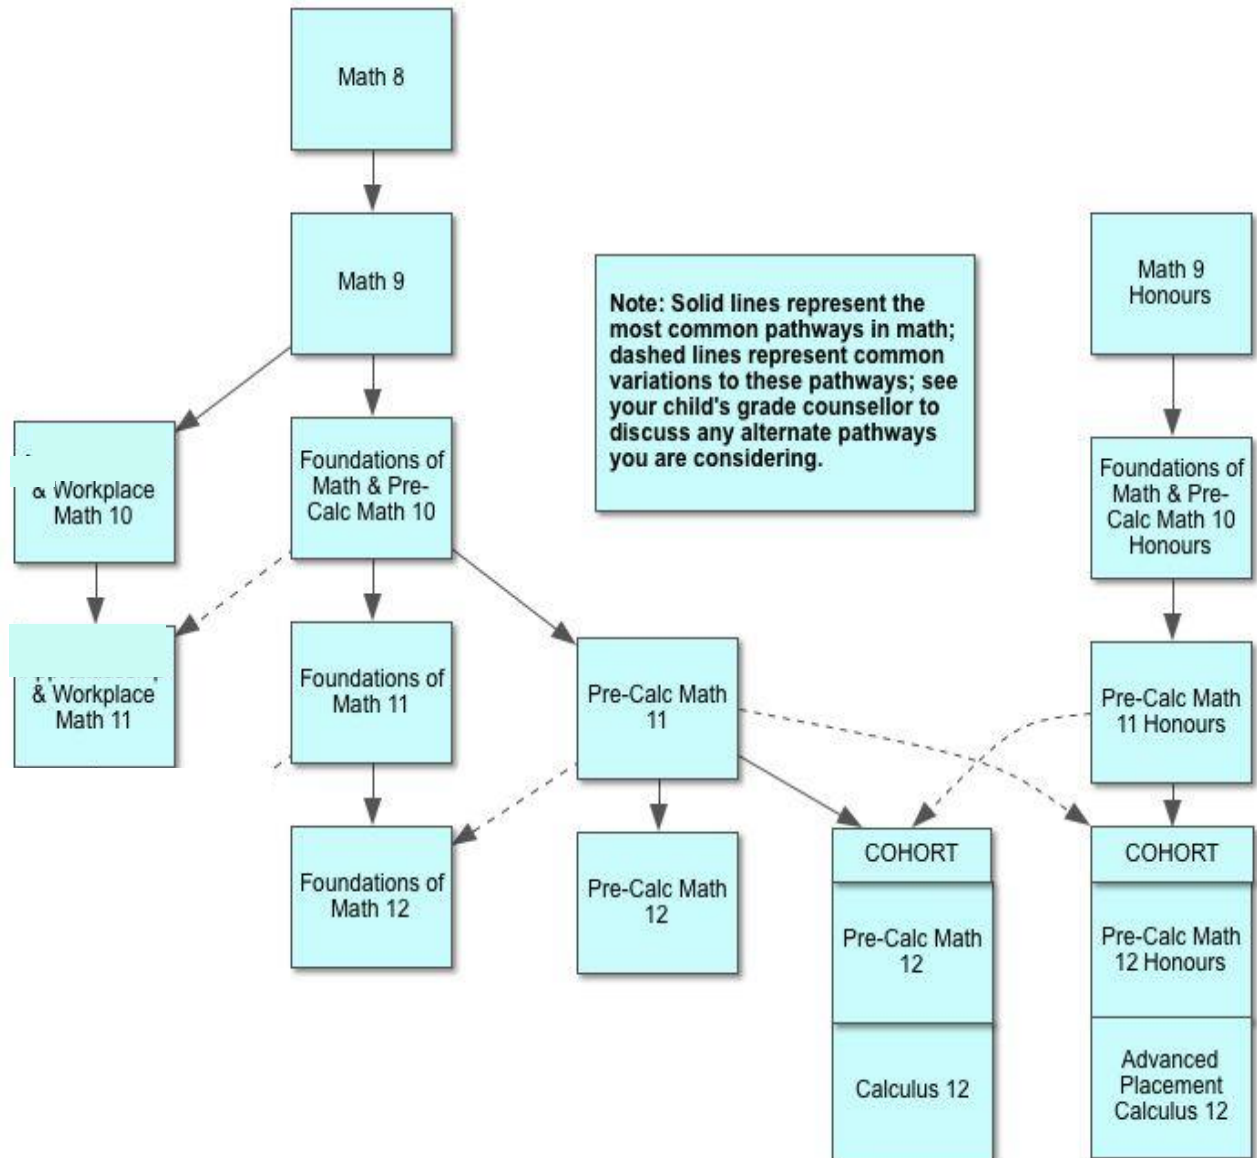 Math 8
Math 9
Math 9
Honours
Note: Solid lines represent the
most common pathways in math;
dashed lines represent common
variations to these pathways; see
your child's grade counsellor to
discuss any alternate pathways
you are considering.
& Workplace
Math 10
Foundations of
Math & Pre-
Calc Math 10
Foundations of
Math & Pre-
Calc Math 10
Honours
& Workplace
Math 11
Foundations of
Math 11
Pre-Calc Math
11
Pre-Calc Math
11 Honours
Foundations of
Math 12
Pre-Calc Math
12
COHORT
Pre-Calc Math
12
Calculus 12
COHORT
Pre-Calc Math
12 Honours
Advanced
Placement
Calculus 12